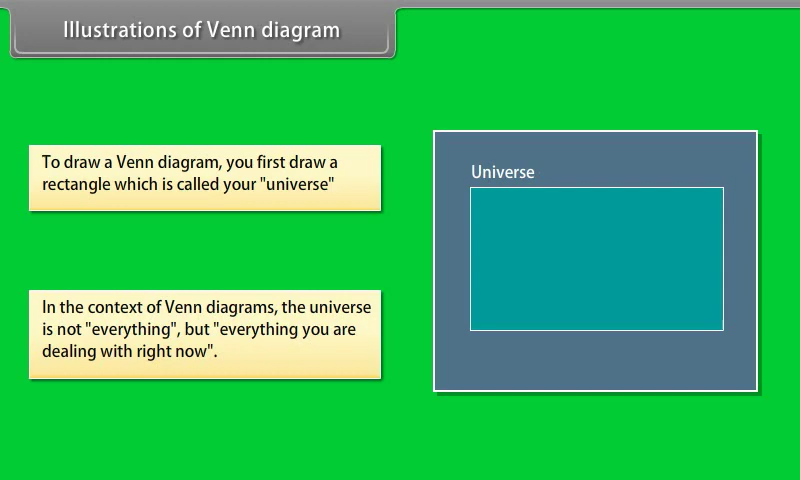 Illustrations of Venn diagram
To draw a Venn diagram, you first draw a
rectangle which is called your "universe"
In the context of Venn diagrams, the universe
is not "everything", but "everything you are
dealing with right now".
Universe